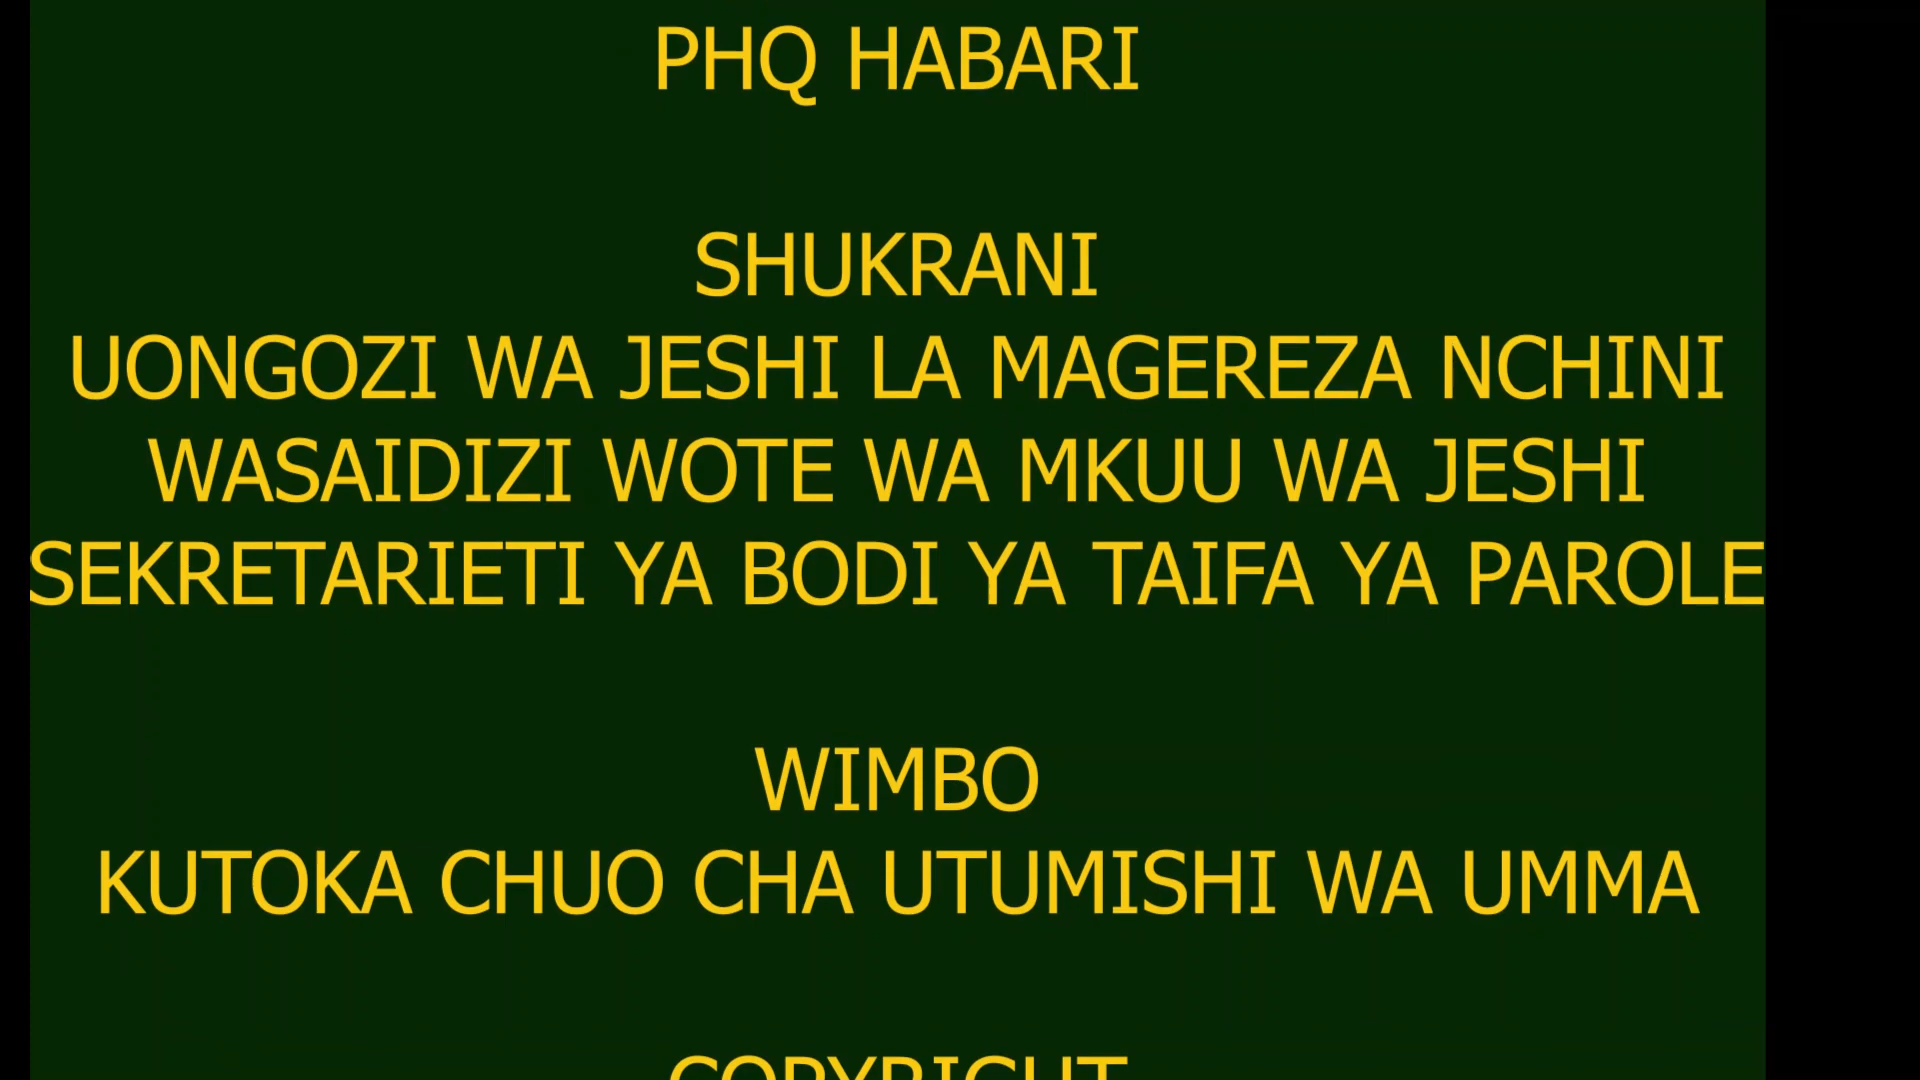 PHQ HABARI
SHUKRANI
UONGOZI WA JESHI LA MAGEREZA NCHINI
WASAIDIZI WOTE WA MKUU WA JESHI
SEKRETARIETI YA BODI YA TAIFA YA PAROLE
WIMBO
KUTOKA CHUO CHA UTUMISHI WA UMMA
COPYRIGHT